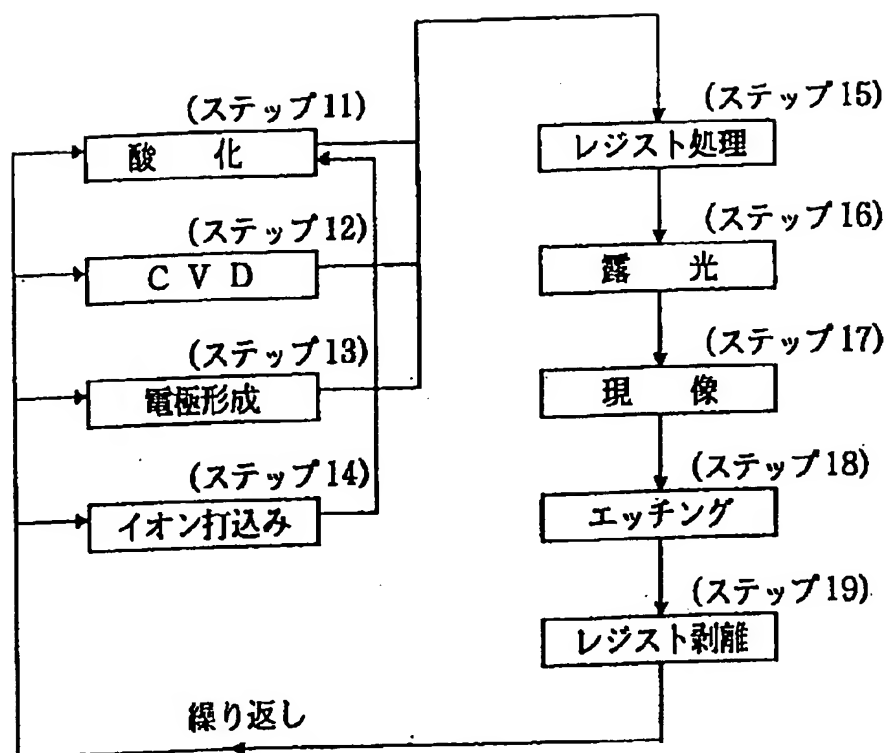 (ステップ11)
酸 化
(ステップ12)
C V D
(ステップ13)
電極形成
(ステップ14)
イオン打込み
(ステップ15)
レジスト処理
(ステップ16)
露 光
(ステップ17)
現 像
(ステップ18)
エッチング
(ステップ19)
レジスト剥離
繰り返し